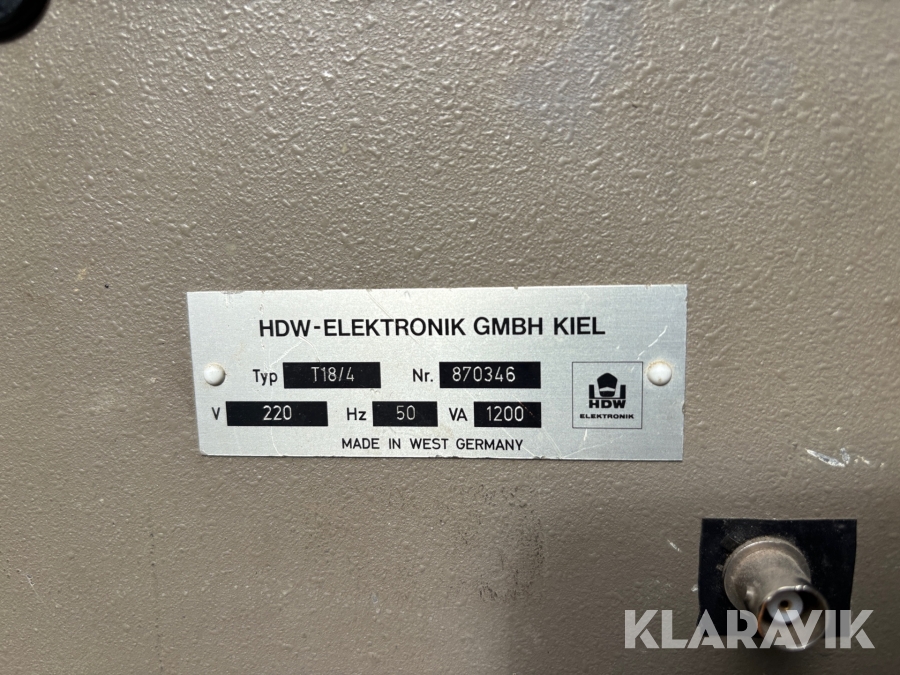 HDW-ELEKTRONIK GMBH KIEL
Typ T18/4 Nr. 870346
V 220 Hz 50 VA 1200
HDW
ELEKTRONIK
MADE IN WEST GERMANY
KLARAVIK